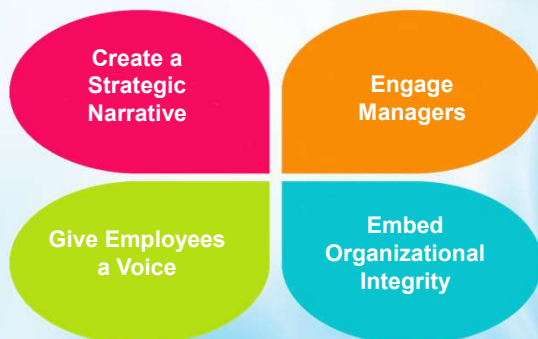 Create a
Strategic
Narrative
Engage
Managers
Give Employees
a Voice
Embed
Organizational
Integrity